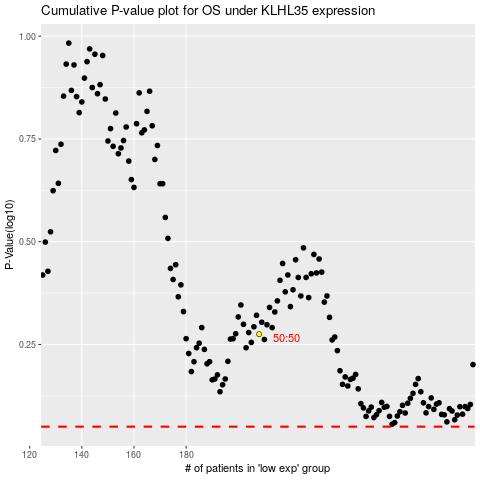 Cumulative P-value plot for OS under KLHL35 expression
P-Value(log10)
1.00
0.75
0.50
0.25
50:50
120 140 160 180
# of patients in 'low exp' group